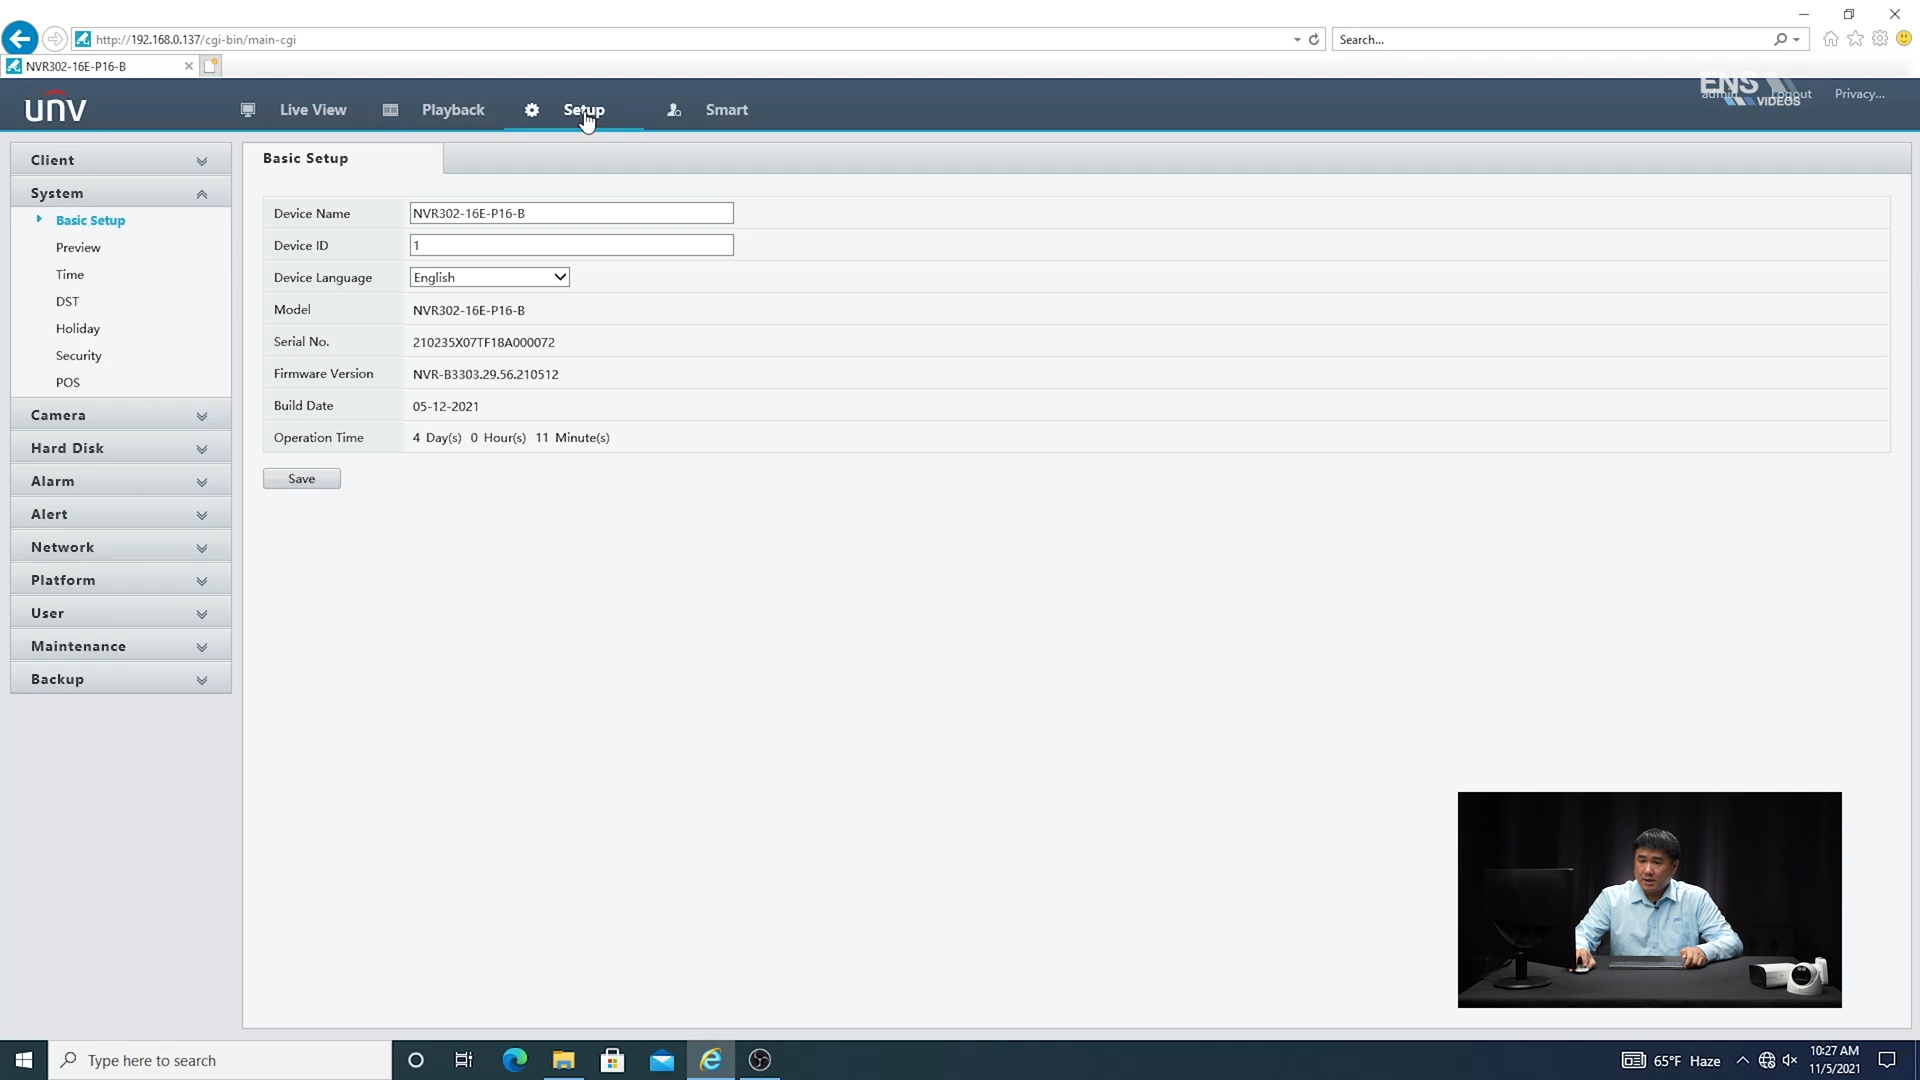 http://192.168.0.137/cgi-bin/main-cgi
Search...
NVR302-16E-P16-B
unv
Live View
Playback
Setup
Smart
ENS
VIDEOS
admin
Logout
Privacy...
Client
System
Basic Setup
Preview
Time
DST
Holiday
Security
POS
Camera
Hard Disk
Alarm
Alert
Network
Platform
User
Maintenance
Backup
Basic Setup
Device Name NVR302-16E-P16-B
Device ID 1
Device Language English
Model NVR302-16E-P16-B
Serial No. 210235X07TF18A000072
Firmware Version NVR-B3303.29.56.210512
Build Date 05-12-2021
Operation Time 4 Day(s) 0 Hour(s) 11 Minute(s)
Save
Type here to search
65°F Haze
10:27 AM
11/5/2021